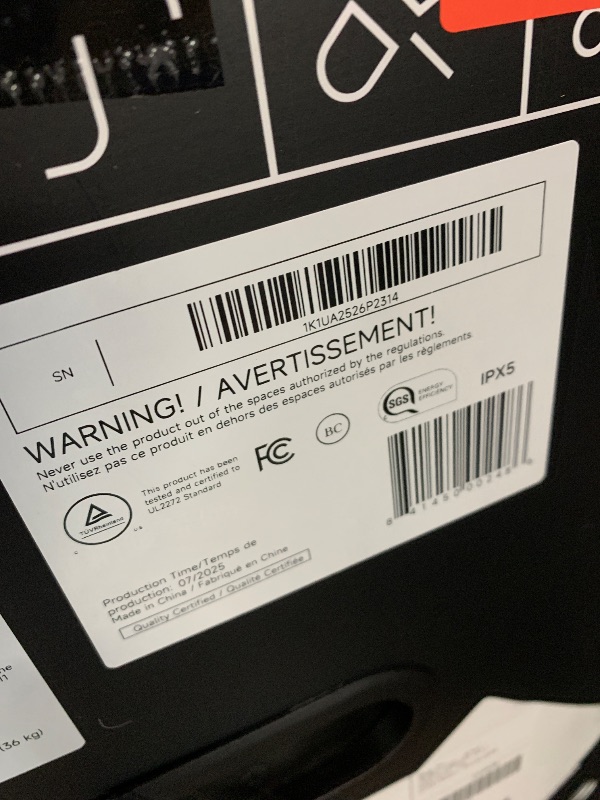 SN
1K1UA2526P2314
WARNING! / AVERTISSEMENT!
Never use the product out of the spaces authorized by the regulations.
N'utilisez pas ce produit en dehors des espaces autorisés par les règlements.
TÜVRheinland
c us
This product has been
tested and certified to
UL2272 Standard
FC
BC
SGS
ENERGY
EFFICIENCY
IPX5
Production Time/Temps de
production: 07/2025
Made in China / Fabriqué en Chine
Quality Certified / Qualité Certifiée
(36 kg)